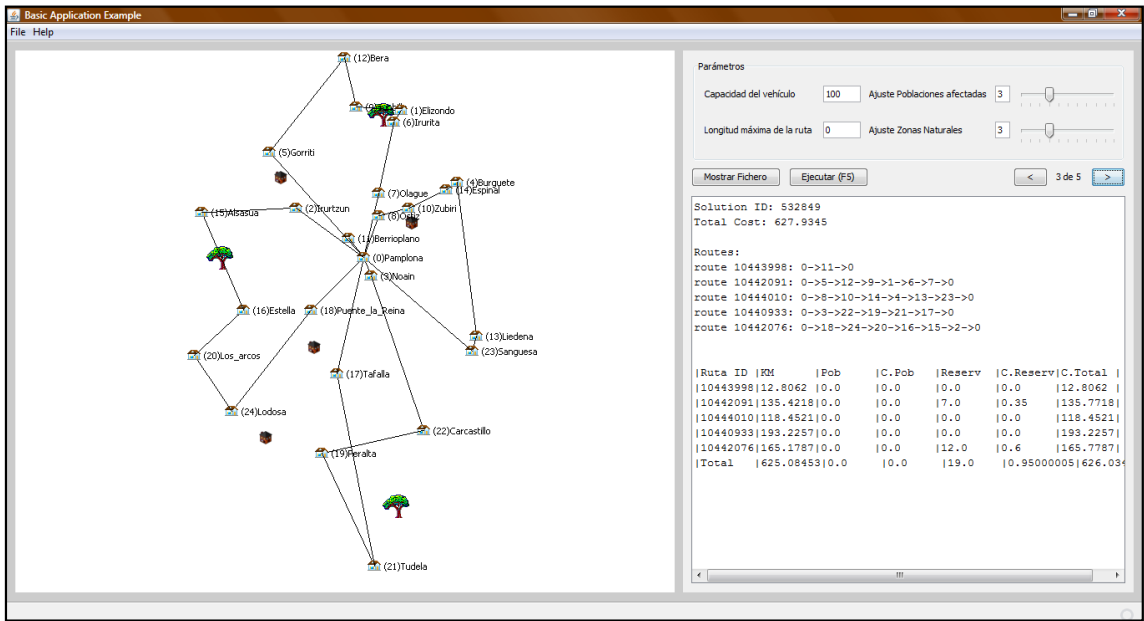 Basic Application Example
File Help
(12)Bera
(1)Elizondo
(6)Irurita
(5)Gorriti
(4)Burguete
(14)Espinal
(7)Olague
(10)Zubiri
(2)Irurtzun
(15)Alsasua
(8)Ostiz
(11)Berrioplano
(0)Pamplona
(3)Noain
(16)Estella
(18)Puente_la_Reina
(13)Liedena
(23)Sanguesa
(20)Los_arcos
(17)Tafalla
(24)Lodosa
(22)Carcastillo
(19)Peralta
(21)Tudela
Parámetros
Capacidad del vehículo 100 Ajuste Poblaciones afectadas 3
Longitud máxima de la ruta 0 Ajuste Zonas Naturales 3
Mostrar Fichero Ejecutar (F5) < 3 de 5 >
Solution ID: 532849
Total Cost: 627.9345
Routes:
route 10443998: 0->11->0
route 10442091: 0->5->12->9->1->6->7->0
route 10444010: 0->8->10->14->4->13->23->0
route 10440933: 0->3->22->19->21->17->0
route 10442076: 0->18->24->20->16->15->2->0
|Ruta ID |KM |Pob |C.Pob |Reserv |C.Reserv|C.Total |
|10443998|12.8062 |0.0 |0.0 |0.0 |0.0 |12.8062 |
|10442091|135.4218|0.0 |0.0 |7.0 |0.35 |135.7718|
|10444010|118.4521|0.0 |0.0 |0.0 |0.0 |118.4521|
|10440933|193.2257|0.0 |0.0 |0.0 |0.0 |193.2257|
|10442076|165.1787|0.0 |0.0 |12.0 |0.6 |165.7787|
|Total |625.08453|0.0 |0.0 |19.0 |0.95000005|626.034